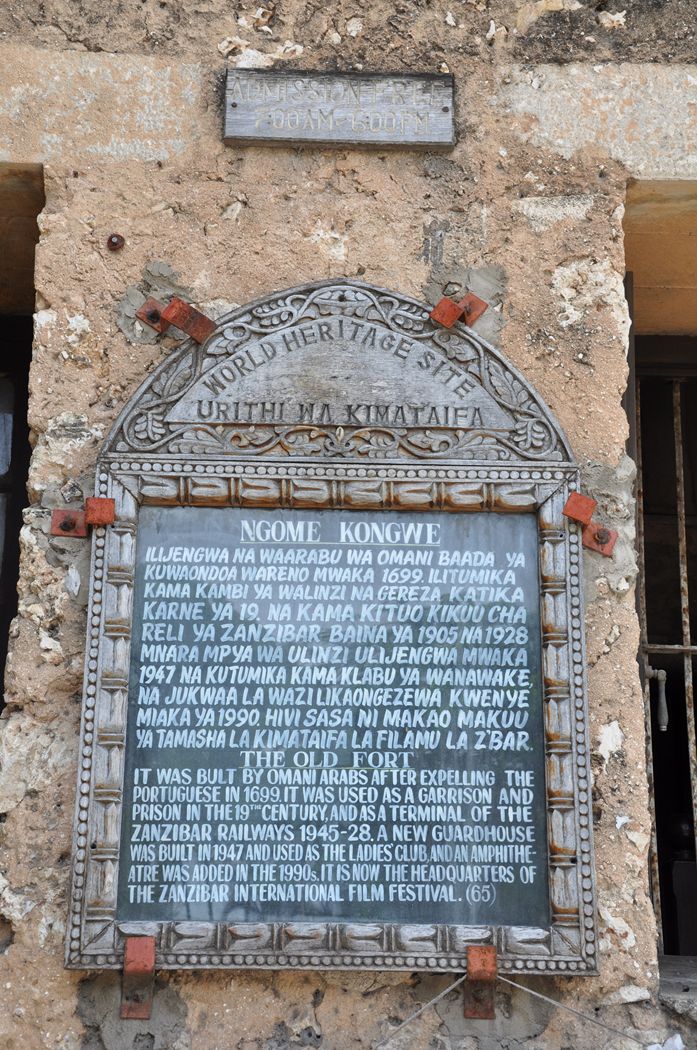 ADMISSION FREE
7:00AM-6:00PM
WORLD HERITAGE SITE
URITHI WA KIMATAIFA
NGOME KONGWE
ILIJENGWA NA WAARABU WA OMANI BAADA YA
KUWAONDOA WARENO MWAKA 1699. ILITUMIKA
KAMA KAMBI YA WALINZI NA GEREZA KATIKA
KARNE YA 19. NA KAMA KITUO KIKUU CHA
RELI YA ZANZIBAR BAINA YA 1905 NA 1928
MNARA MPYA WA ULINZI ULIJENGWA MWAKA
1947 NA KUTUMIKA KAMA KLABU YA WANAWAKE
NA JUKWAA LA WAZI LIKAONGEZEWA KWENYE
MIAKA YA 1990. HIVI SASA NI MAKAO MAKUU
YA TAMASHA LA KIMATAIFA LA FILAMU LA Z'BAR.
THE OLD FORT
IT WAS BULT BY OMANI ARABS AFTER EXPELLING THE
PORTUGUESE IN 1699. IT WAS USED AS A GARRISON AND
PRISON IN THE 19TH CENTURY, AND AS A TERMINAL OF THE
ZANZIBAR RAILWAYS 1945-28. A NEW GUARDHOUSE
WAS BUILT IN 1947 AND USED AS THE LADIES' CLUB, AND AN AMPHITHE-
ATRE WAS ADDED IN THE 1990s. IT IS NOW THE HEADQUARTERS OF
THE ZANZIBAR INTERNATIONAL FILM FESTIVAL. (65)